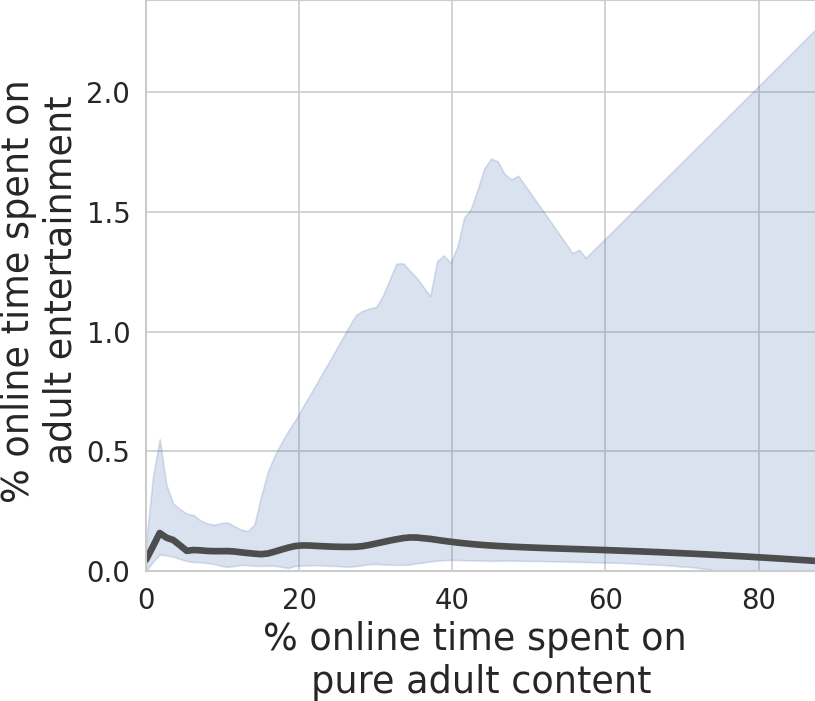 % online time spent on
adult entertainment
2.0
1.5
1.0
0.5
0.0
0
20
40
60
80
% online time spent on
pure adult content